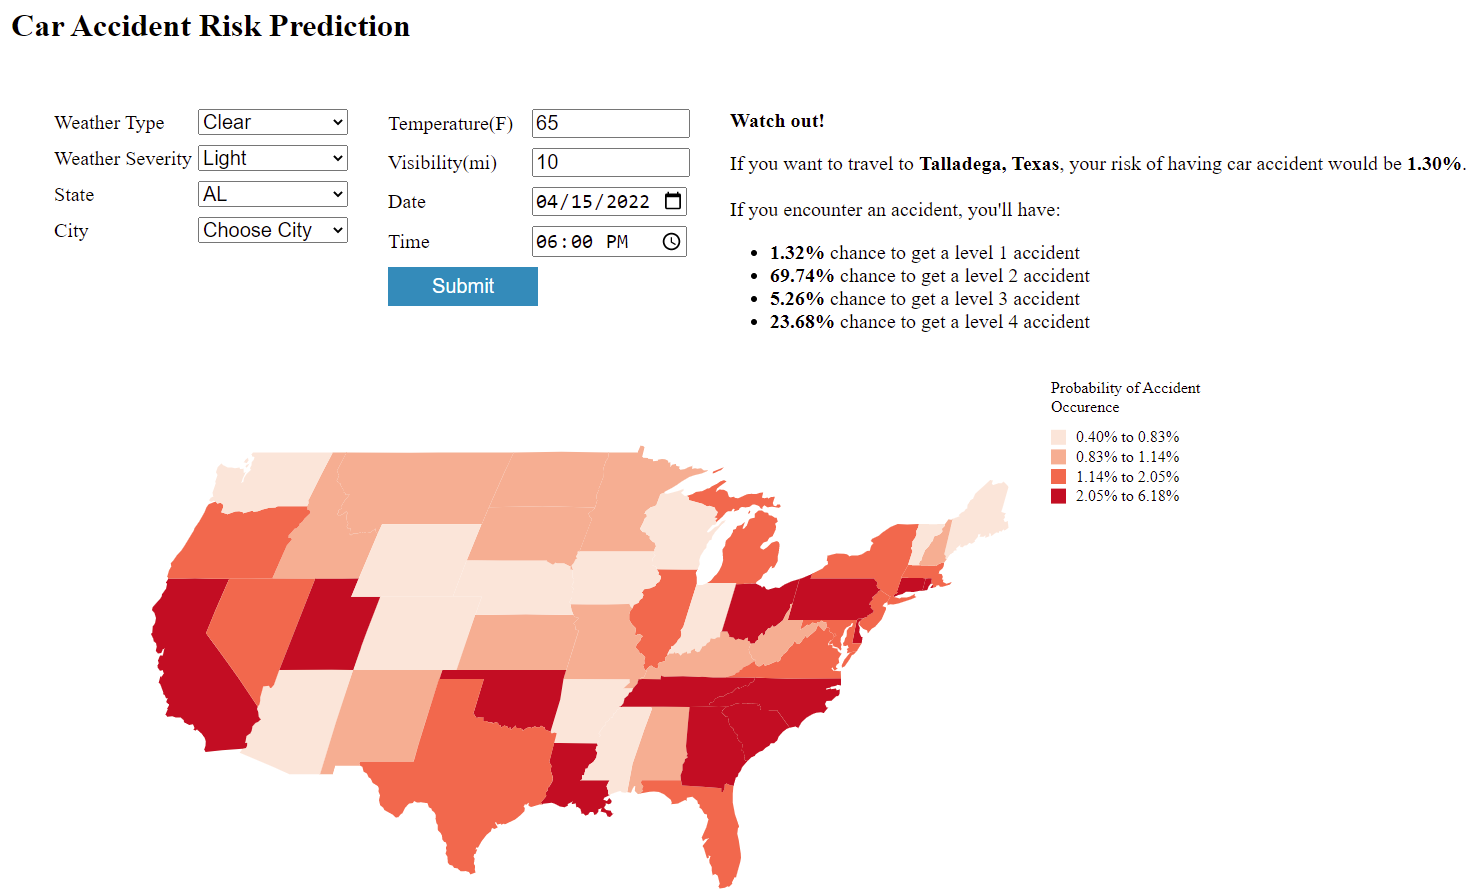 Car Accident Risk Prediction
Weather Type Clear
Weather Severity Light
State AL
City Choose City
Temperature(F) 65
Visibility(mi) 10
Date 04/15/2022
Time 06:00 PM
Submit
Watch out!
If you want to travel to Talladega, Texas, your risk of having car accident would be 1.30%.
If you encounter an accident, you'll have:
• 1.32% chance to get a level 1 accident
• 69.74% chance to get a level 2 accident
• 5.26% chance to get a level 3 accident
• 23.68% chance to get a level 4 accident
Probability of Accident
Occurence
0.40% to 0.83%
0.83% to 1.14%
1.14% to 2.05%
2.05% to 6.18%